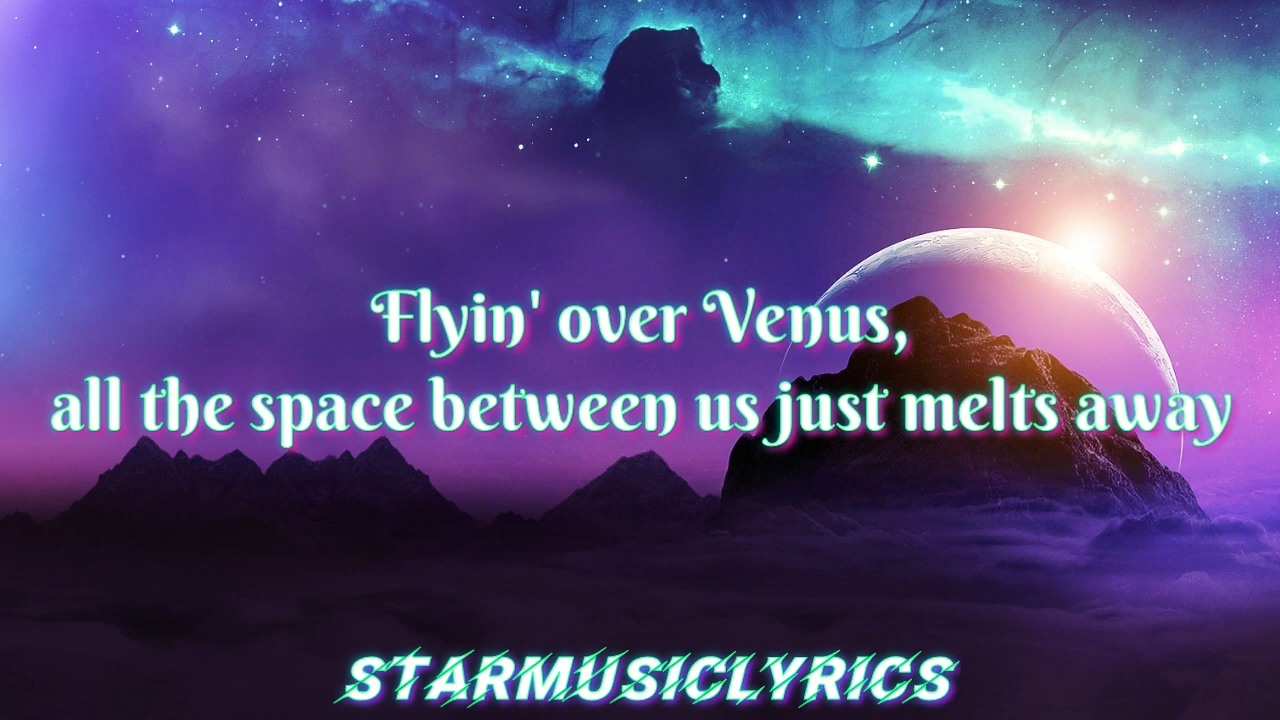 Flyin' over Venus,
all the space between us just melts away
STARMUSICLYRICS